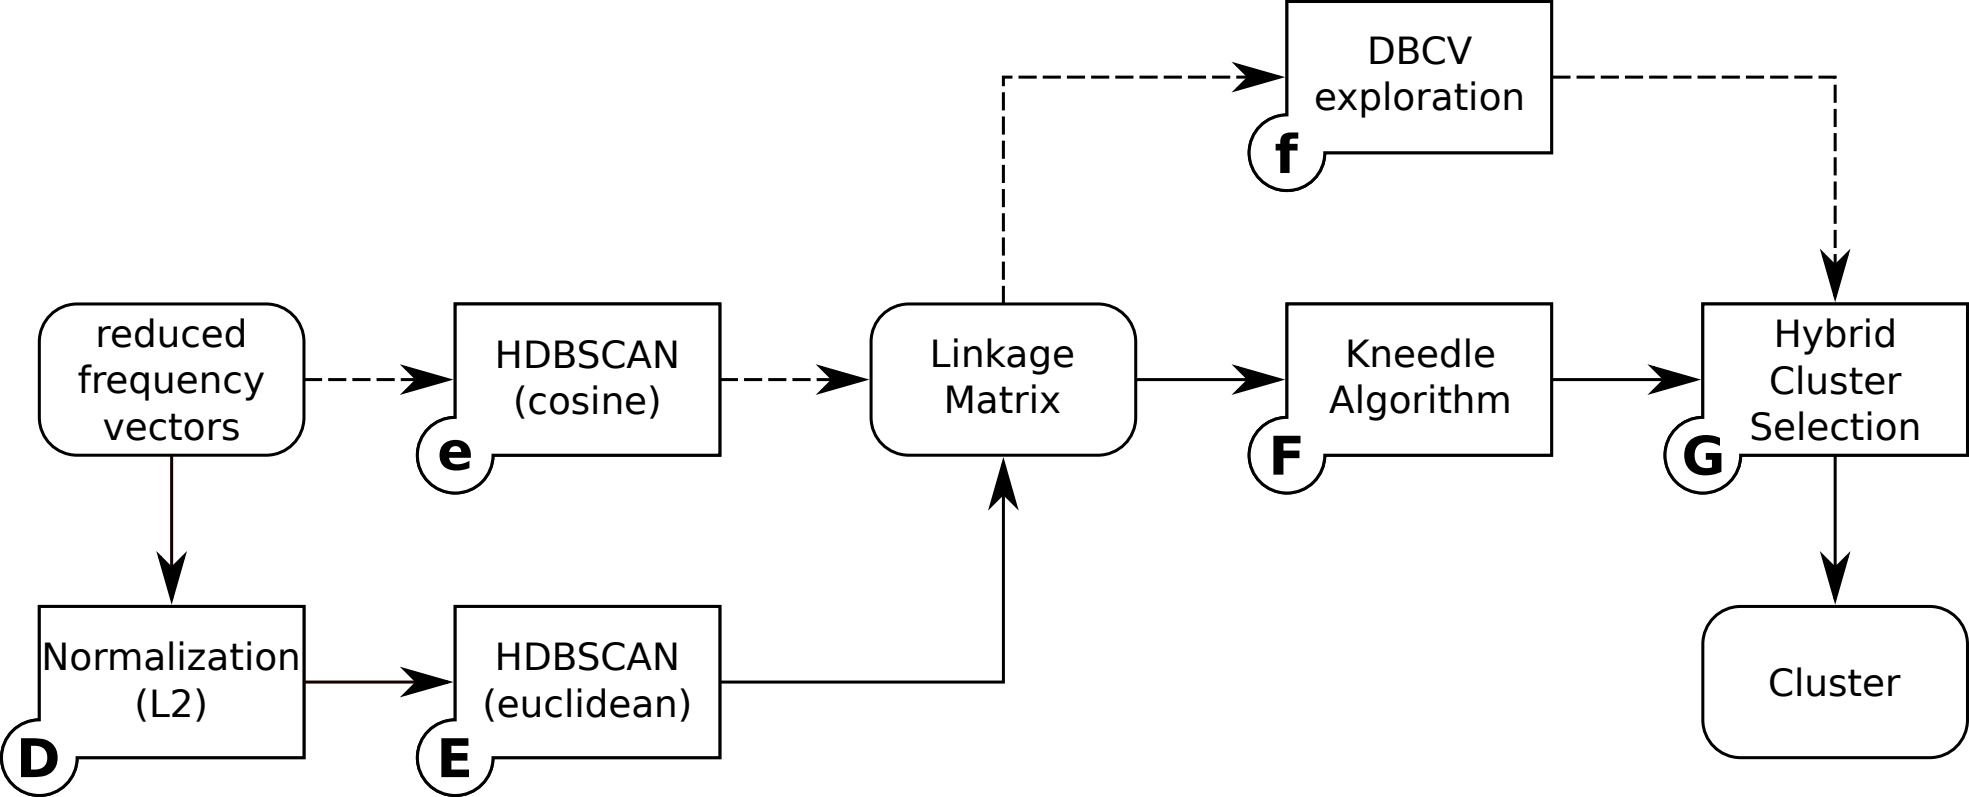 DBCV
exploration
f
reduced
frequency
vectors
HDBSCAN
(cosine)
e
Linkage
Matrix
Kneedle
Algorithm
F
Hybrid
Cluster
Selection
G
Normalization
(L2)
D
HDBSCAN
(euclidean)
E
Cluster